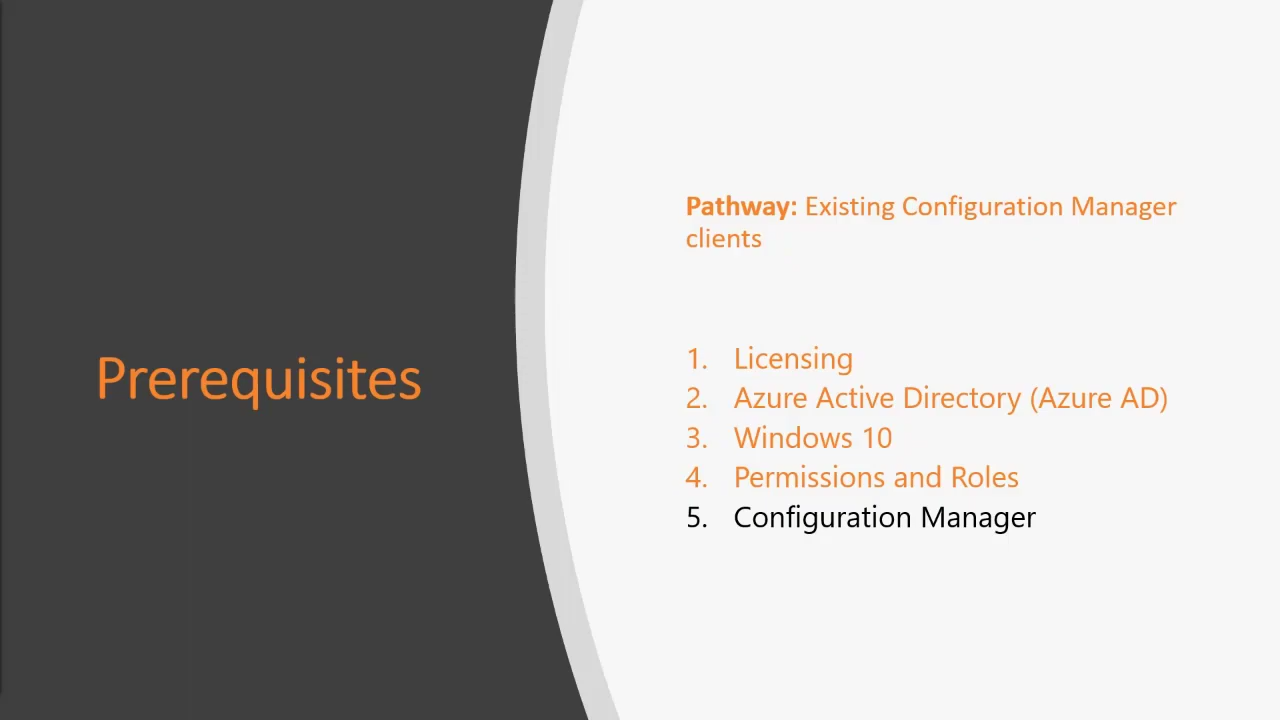 Prerequisites
Pathway: Existing Configuration Manager
clients
1. Licensing
2. Azure Active Directory (Azure AD)
3. Windows 10
4. Permissions and Roles
5. Configuration Manager